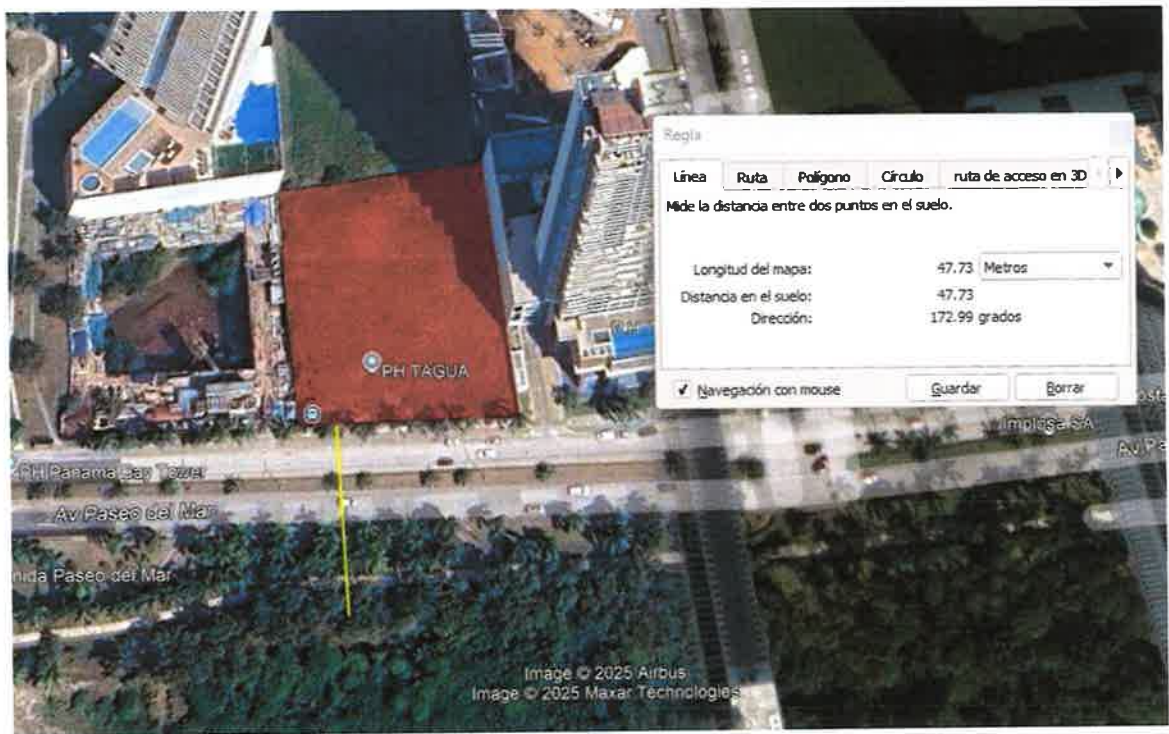 Regla
Línea Ruta Polígono Círculo ruta de acceso en 3D
Mide la distancia entre dos puntos en el suelo.
Longitud del mapa: 47.73 Metros
Distancia en el suelo: 47.73
Dirección: 172.99 grados
Navegación con mouse Guardar Borrar
PH TAGUA
Implosa SA
PH Panama Bay Tower
Av Paseo del Mar
nida Paseo del Mar
Image © 2025 Airbus
Image © 2025 Maxar Technologies